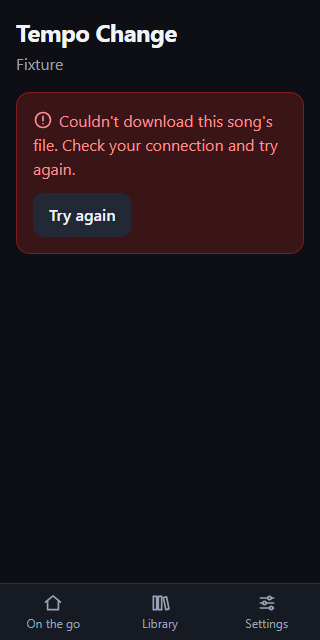 Tempo Change
Fixture
Couldn't download this song's
file. Check your connection and try
again.
Try again
On the go
Library
Settings